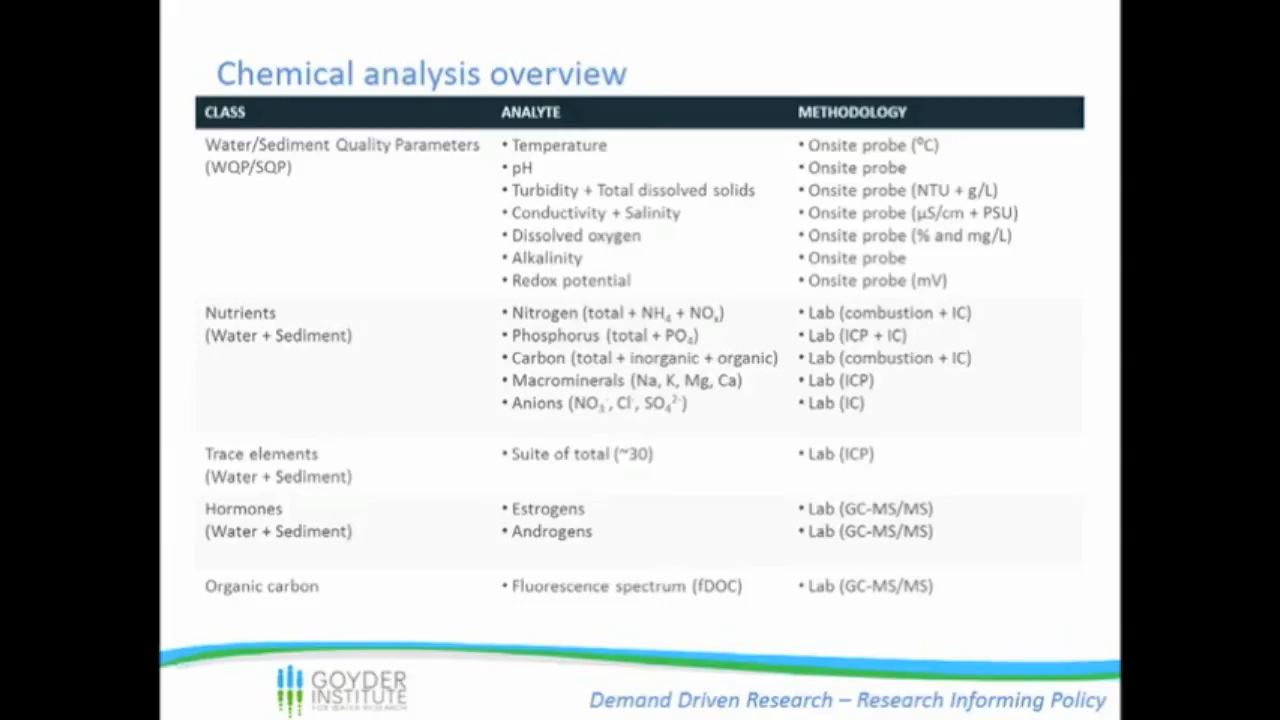 Chemical analysis overview
CLASS ANALYTE METHODOLOGY
Water/Sediment Quality Parameters • Temperature • Onsite probe (⁰C)
(WQP/SQP) • pH • Onsite probe
• Turbidity + Total dissolved solids • Onsite probe (NTU + g/L)
• Conductivity + Salinity • Onsite probe (µS/cm + PSU)
• Dissolved oxygen • Onsite probe (% and mg/L)
• Alkalinity • Onsite probe
• Redox potential • Onsite probe (mV)
Nutrients • Nitrogen (total + NH₄ + NOₓ) • Lab (combustion + IC)
(Water + Sediment) • Phosphorus (total + PO₄) • Lab (ICP + IC)
• Carbon (total + inorganic + organic) • Lab (combustion + IC)
• Macrominerals (Na, K, Mg, Ca) • Lab (ICP)
• Anions (NO₃⁻, Cl⁻, SO₄²⁻) • Lab (IC)
Trace elements • Suite of total (~30) • Lab (ICP)
(Water + Sediment)
Hormones • Estrogens • Lab (GC-MS/MS)
(Water + Sediment) • Androgens • Lab (GC-MS/MS)
Organic carbon • Fluorescence spectrum (fDOC) • Lab (GC-MS/MS)
GOYDER
INSTITUTE
FOR WATER RESEARCH
Demand Driven Research – Research Informing Policy